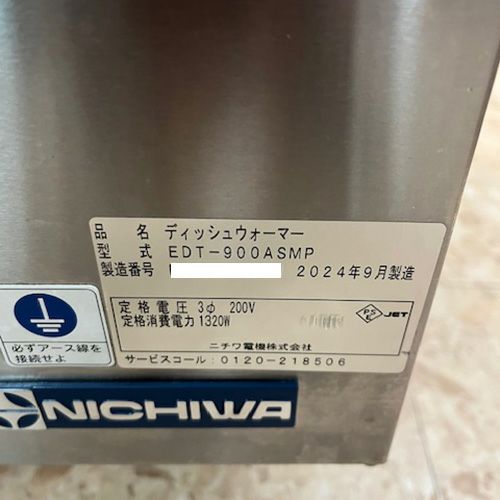 品名 ディッシュウォーマー
型式 EDT-900ASMP
製造番号 2024年9月製造
定格電圧 3φ 200V
定格消費電力 1320W
PSE JET
ニチワ電機株式会社
サービスコール:0120-218506
必ずアース線を
接続せよ
NICHIWA